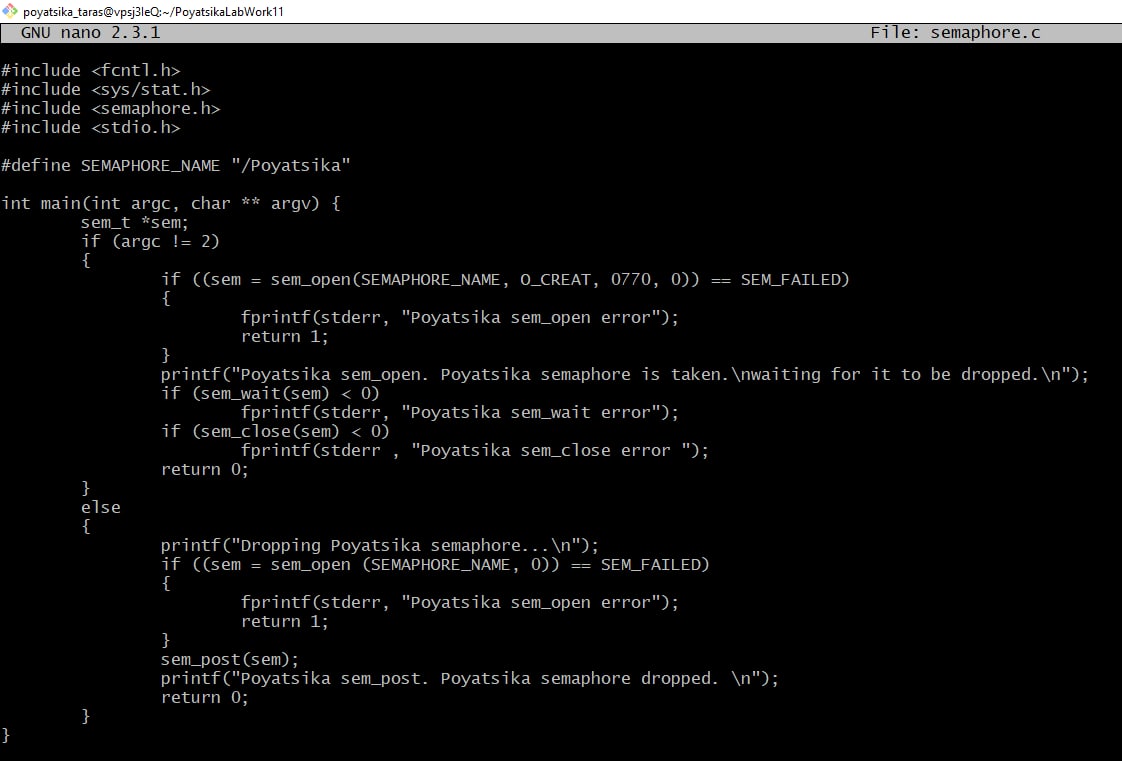 poyatsika_taras@vpsj3leQ:~/PoyatsikaLabWork11
GNU nano 2.3.1 File: semaphore.c
#include <fcntl.h>
#include <sys/stat.h>
#include <semaphore.h>
#include <stdio.h>
#define SEMAPHORE_NAME "/Poyatsika"
int main(int argc, char ** argv) {
sem_t *sem;
if (argc != 2)
{
if ((sem = sem_open(SEMAPHORE_NAME, O_CREAT, 0770, 0)) == SEM_FAILED)
{
fprintf(stderr, "Poyatsika sem_open error");
return 1;
}
printf("Poyatsika sem_open. Poyatsika semaphore is taken.\nwaiting for it to be dropped.\n");
if (sem_wait(sem) < 0)
fprintf(stderr, "Poyatsika sem_wait error");
if (sem_close(sem) < 0)
fprintf(stderr , "Poyatsika sem_close error ");
return 0;
}
else
{
printf("Dropping Poyatsika semaphore...\n");
if ((sem = sem_open (SEMAPHORE_NAME, 0)) == SEM_FAILED)
{
fprintf(stderr, "Poyatsika sem_open error");
return 1;
}
sem_post(sem);
printf("Poyatsika sem_post. Poyatsika semaphore dropped. \n");
return 0;
}
}